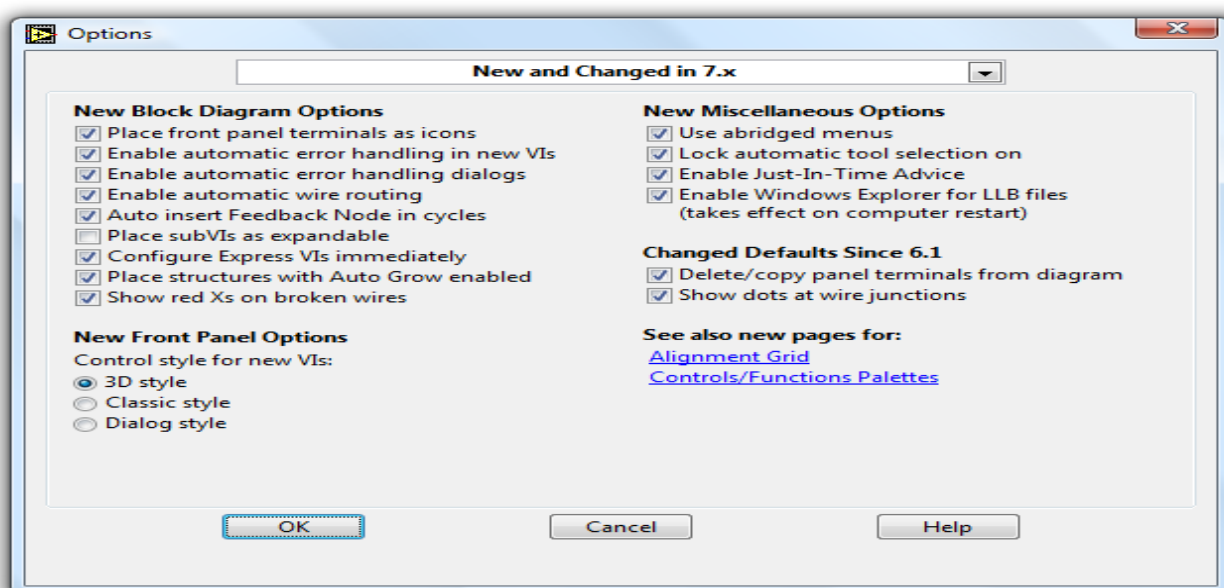 Options
New and Changed in 7.x
New Block Diagram Options
Place front panel terminals as icons
Enable automatic error handling in new VIs
Enable automatic error handling dialogs
Enable automatic wire routing
Auto insert Feedback Node in cycles
Place subVIs as expandable
Configure Express VIs immediately
Place structures with Auto Grow enabled
Show red Xs on broken wires
New Front Panel Options
Control style for new VIs:
3D style
Classic style
Dialog style
New Miscellaneous Options
Use abridged menus
Lock automatic tool selection on
Enable Just-In-Time Advice
Enable Windows Explorer for LLB files
(takes effect on computer restart)
Changed Defaults Since 6.1
Delete/copy panel terminals from diagram
Show dots at wire junctions
See also new pages for:
Alignment Grid
Controls/Functions Palettes
OK
Cancel
Help